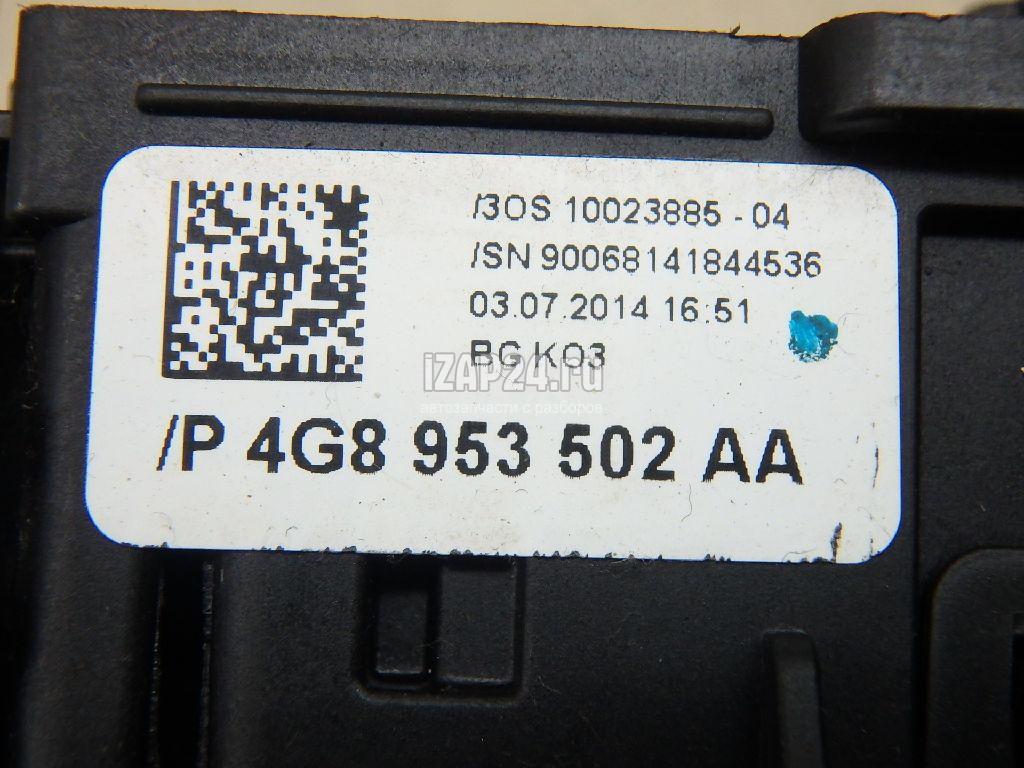 /3OS 10023885 - 04
/SN 90068141844536
03.07.2014 16:51
BG KO3
iZAP24.ru
автозапчасти с разборов
/P 4G8 953 502 AA